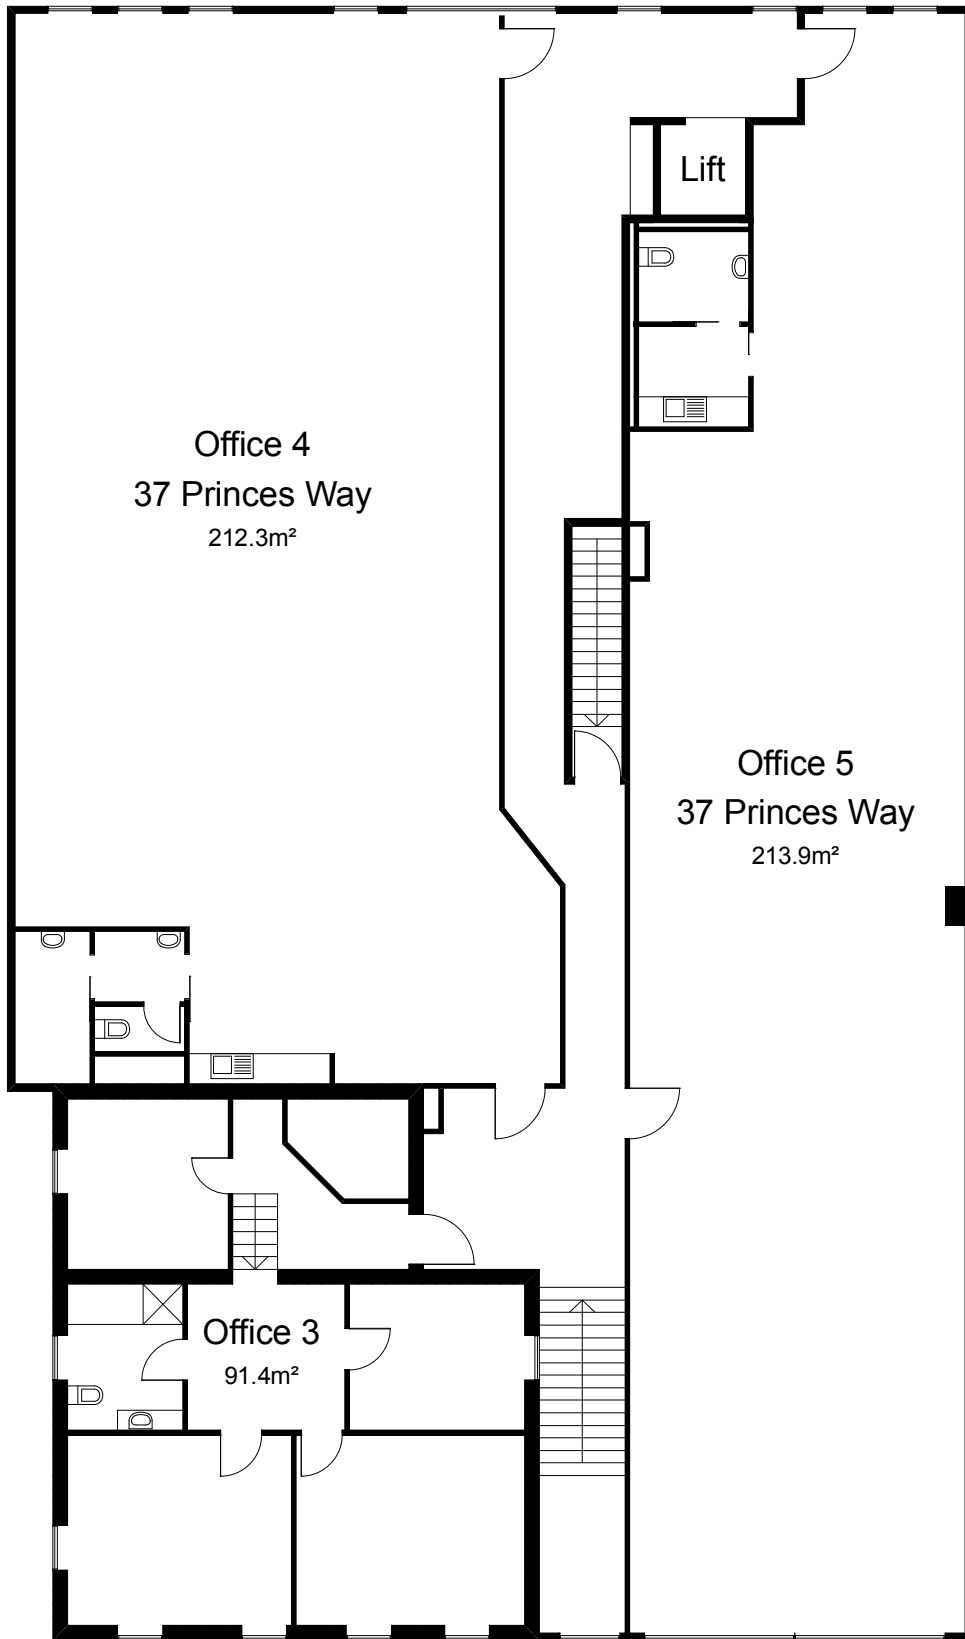 Lift
Office 4
37 Princes Way
212.3m²
Office 5
37 Princes Way
213.9m²
Office 3
91.4m²